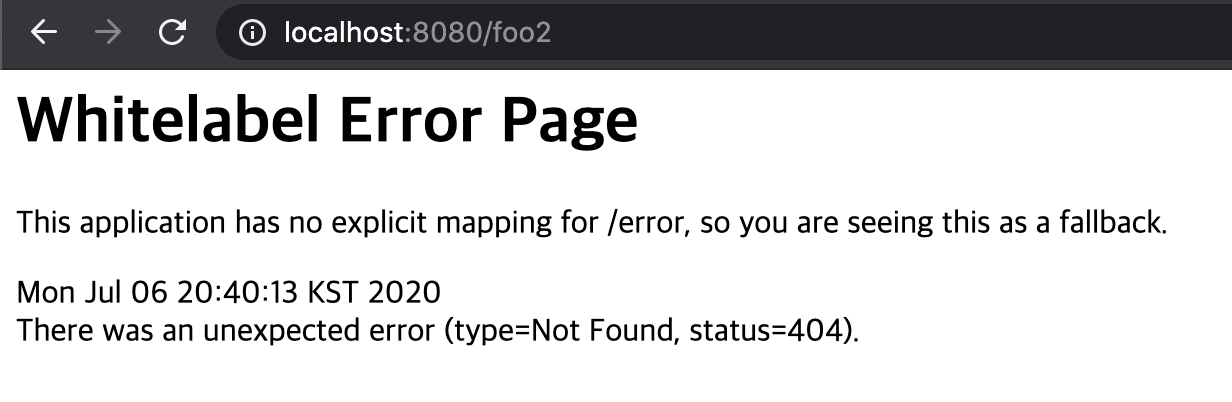 localhost:8080/foo2
Whitelabel Error Page
This application has no explicit mapping for /error, so you are seeing this as a fallback.
Mon Jul 06 20:40:13 KST 2020
There was an unexpected error (type=Not Found, status=404).